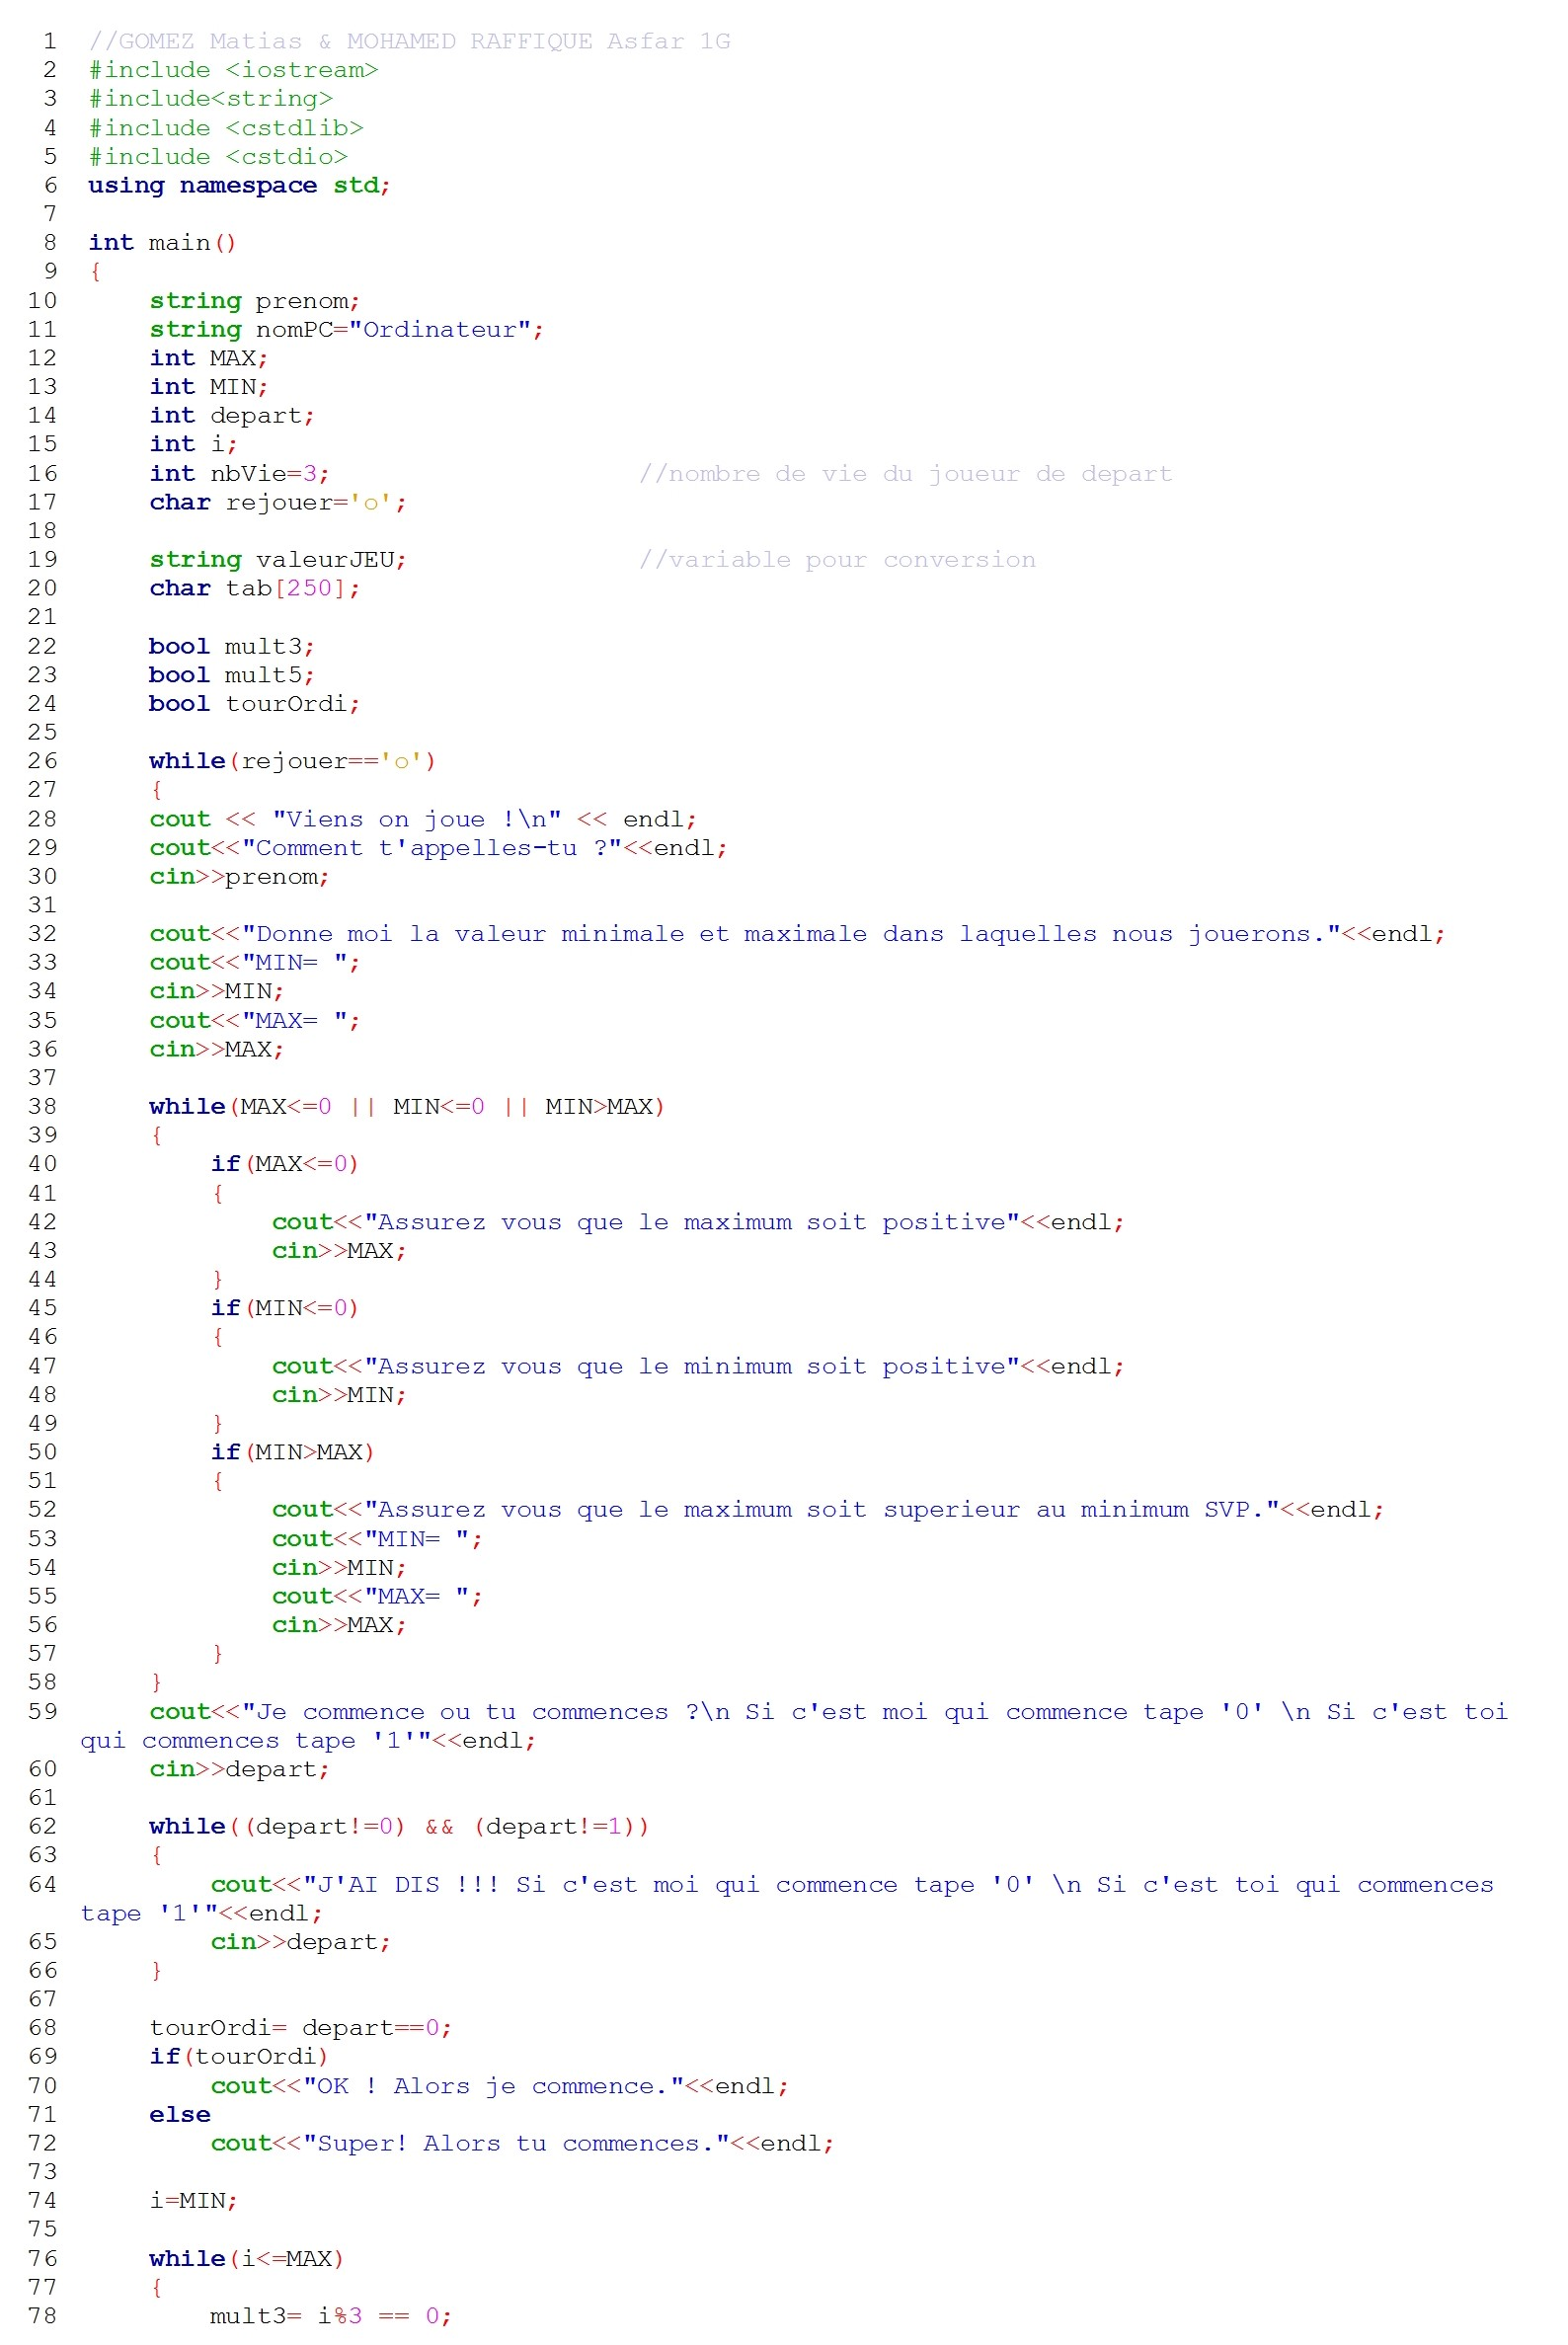 1 //GOMEZ Matias & MOHAMED RAFFIQUE Asfar 1G
2 #include <iostream>
3 #include<string>
4 #include <cstdlib>
5 #include <cstdio>
6 using namespace std;
7
8 int main()
9 {
10     string prenom;
11     string nomPC="Ordinateur";
12     int MAX;
13     int MIN;
14     int depart;
15     int i;
16     int nbVie=3;                    //nombre de vie du joueur de depart
17     char rejouer='o';
18
19     string valeurJEU;               //variable pour conversion
20     char tab[250];
21
22     bool mult3;
23     bool mult5;
24     bool tourOrdi;
25
26     while(rejouer=='o')
27     {
28     cout << "Viens on joue !\n" << endl;
29     cout<<"Comment t'appelles-tu ?"<<endl;
30     cin>>prenom;
31
32     cout<<"Donne moi la valeur minimale et maximale dans laquelles nous jouerons."<<endl;
33     cout<<"MIN= ";
34     cin>>MIN;
35     cout<<"MAX= ";
36     cin>>MAX;
37
38     while(MAX<=0 || MIN<=0 || MIN>MAX)
39     {
40         if(MAX<=0)
41         {
42             cout<<"Assurez vous que le maximum soit positive"<<endl;
43             cin>>MAX;
44         }
45         if(MIN<=0)
46         {
47             cout<<"Assurez vous que le minimum soit positive"<<endl;
48             cin>>MIN;
49         }
50         if(MIN>MAX)
51         {
52             cout<<"Assurez vous que le maximum soit superieur au minimum SVP."<<endl;
53             cout<<"MIN= ";
54             cin>>MIN;
55             cout<<"MAX= ";
56             cin>>MAX;
57         }
58     }
59     cout<<"Je commence ou tu commences ?\n Si c'est moi qui commence tape '0' \n Si c'est toi
qui commences tape '1'"<<endl;
60     cin>>depart;
61
62     while((depart!=0) && (depart!=1))
63     {
64         cout<<"J'AI DIS !!! Si c'est moi qui commence tape '0' \n Si c'est toi qui commences
tape '1'"<<endl;
65         cin>>depart;
66     }
67
68     tourOrdi= depart==0;
69     if(tourOrdi)
70         cout<<"OK ! Alors je commence."<<endl;
71     else
72         cout<<"Super! Alors tu commences."<<endl;
73
74     i=MIN;
75
76     while(i<=MAX)
77     {
78         mult3= i%3 == 0;